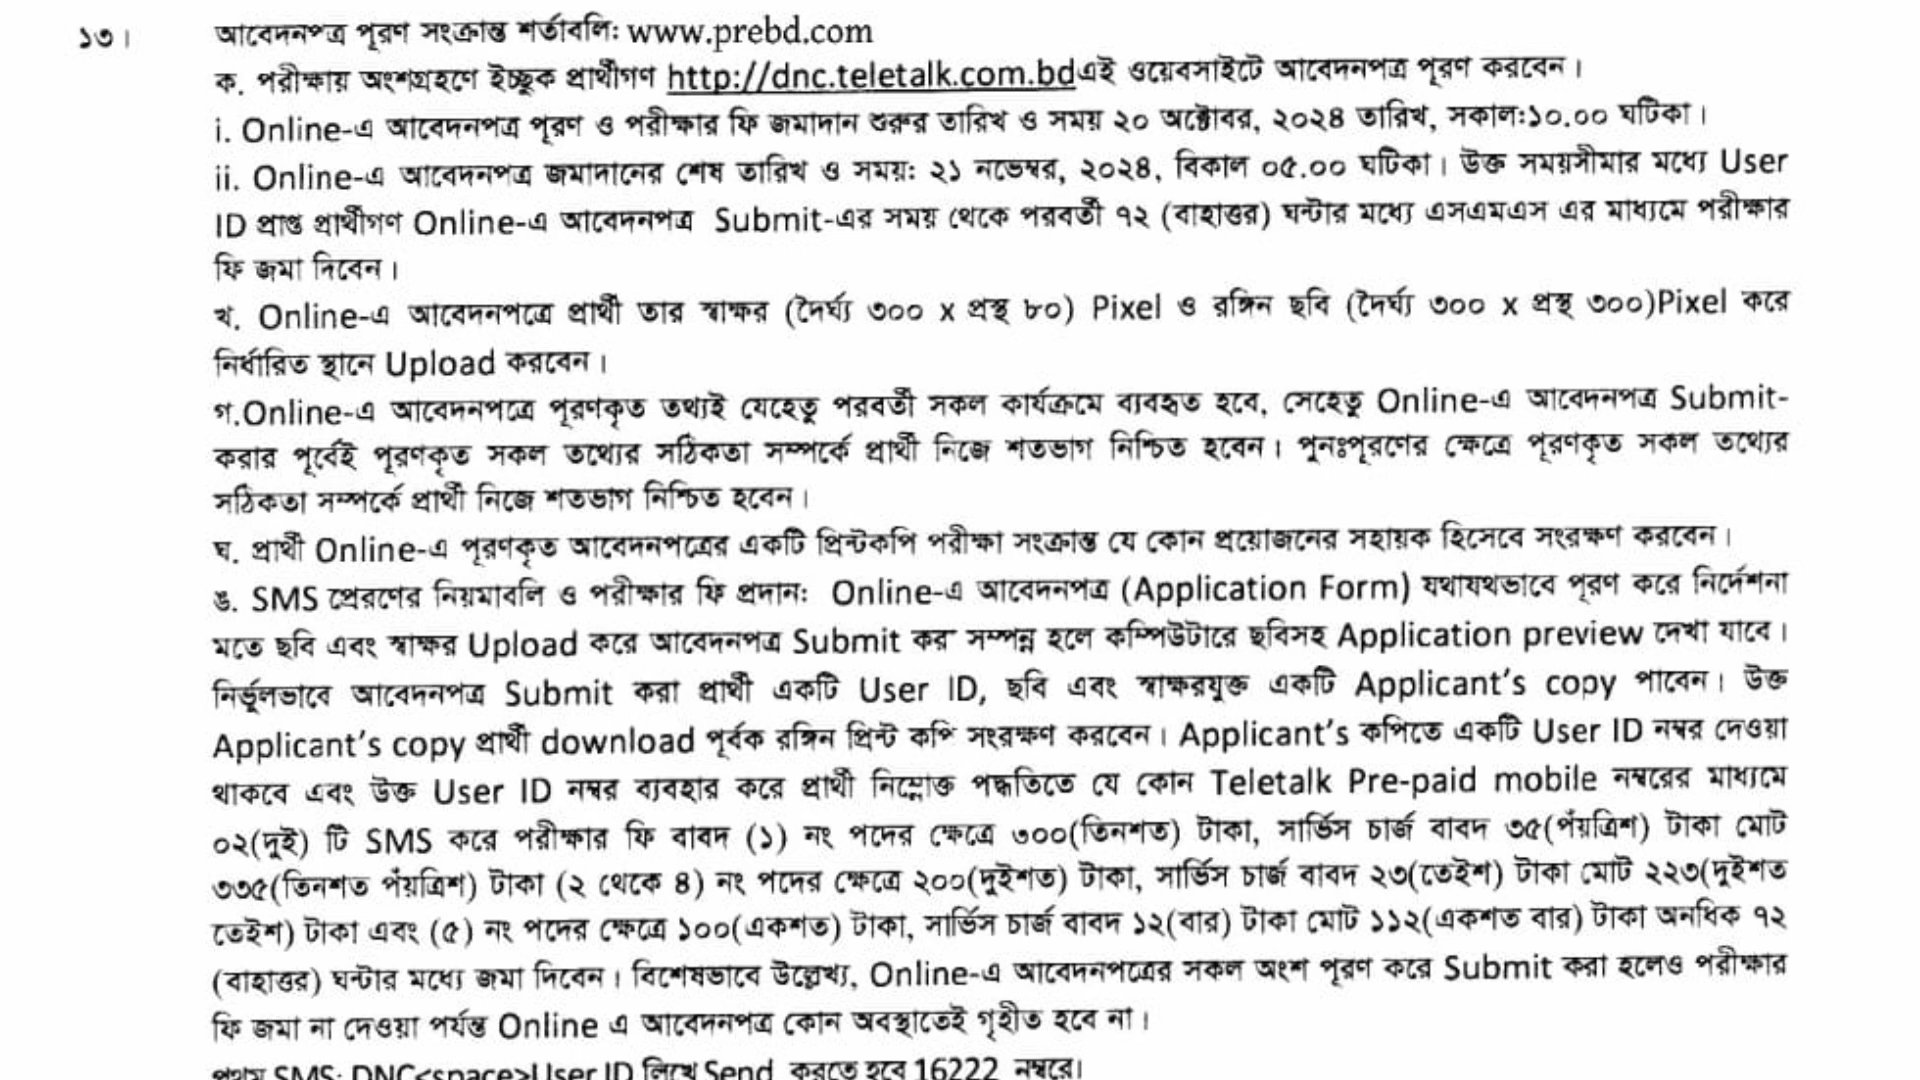 ১৩। আবেদনপত্র পূরণ সংক্রান্ত শর্তাবলি: www.prebd.com
ক. পরীক্ষায় অংশগ্রহণে ইচ্ছুক প্রার্থীগণ http://dnc.teletalk.com.bdএই ওয়েবসাইটে আবেদনপত্র পূরণ করবেন।
i. Online-এ আবেদনপত্র পূরণ ও পরীক্ষার ফি জমাদান শুরুর তারিখ ও সময় ২০ অক্টোবর, ২০২৪ তারিখ, সকাল:১০.০০ ঘটিকা।
ii. Online-এ আবেদনপত্র জমাদানের শেষ তারিখ ও সময়: ২১ নভেম্বর, ২০২৪, বিকাল ০৫.০০ ঘটিকা। উক্ত সময়সীমার মধ্যে User
ID প্রাপ্ত প্রার্থীগণ Online-এ আবেদনপত্র Submit-এর সময় থেকে পরবর্তী ৭২ (বাহাত্তর) ঘন্টার মধ্যে এসএমএস এর মাধ্যমে পরীক্ষার
ফি জমা দিবেন।
খ. Online-এ আবেদনপত্রে প্রার্থী তার স্বাক্ষর (দৈর্ঘ্য ৩০০ x প্রস্থ ৮০) Pixel ও রঙ্গিন ছবি (দৈর্ঘ্য ৩০০ x প্রস্থ ৩০০)Pixel করে
নির্ধারিত স্থানে Upload করবেন।
গ.Online-এ আবেদনপত্রে পূরণকৃত তথ্যই যেহেতু পরবর্তী সকল কার্যক্রমে ব্যবহৃত হবে, সেহেতু Online-এ আবেদনপত্র Submit-
করার পূর্বেই পূরণকৃত সকল তথ্যের সঠিকতা সম্পর্কে প্রার্থী নিজে শতভাগ নিশ্চিত হবেন। পুনঃপূরণের ক্ষেত্রে পূরণকৃত সকল তথ্যের
সঠিকতা সম্পর্কে প্রার্থী নিজে শতভাগ নিশ্চিত হবেন।
ঘ. প্রার্থী Online-এ পূরণকৃত আবেদনপত্রের একটি প্রিন্টকপি পরীক্ষা সংক্রান্ত যে কোন প্রয়োজনের সহায়ক হিসেবে সংরক্ষণ করবেন।
ঙ. SMS প্রেরণের নিয়মাবলি ও পরীক্ষার ফি প্রদান: Online-এ আবেদনপত্র (Application Form) যথাযথভাবে পূরণ করে নির্দেশনা
মতে ছবি এবং স্বাক্ষর Upload করে আবেদনপত্র Submit কর সম্পন্ন হলে কম্পিউটারে ছবিসহ Application preview দেখা যাবে।
নির্ভুলভাবে আবেদনপত্র Submit করা প্রার্থী একটি User ID, ছবি এবং স্বাক্ষরযুক্ত একটি Applicant's copy পাবেন। উক্ত
Applicant's copy প্রার্থী download পূর্বক রঙ্গিন প্রিন্ট কপি সংরক্ষণ করবেন। Applicant's কপিতে একটি User ID নম্বর দেওয়া
থাকবে এবং উক্ত User ID নম্বর ব্যবহার করে প্রার্থী নিম্নোক্ত পদ্ধতিতে যে কোন Teletalk Pre-paid mobile নম্বরের মাধ্যমে
০২(দুই) টি SMS করে পরীক্ষার ফি বাবদ (১) নং পদের ক্ষেত্রে ৩০০(তিনশত) টাকা, সার্ভিস চার্জ বাবদ ৩৫(পঁয়ত্রিশ) টাকা মোট
৩৩৫(তিনশত পঁয়ত্রিশ) টাকা (২ থেকে ৪) নং পদের ক্ষেত্রে ২০০(দুইশত) টাকা, সার্ভিস চার্জ বাবদ ২৩(তেইশ) টাকা মোট ২২৩(দুইশত
তেইশ) টাকা এবং (৫) নং পদের ক্ষেত্রে ১০০(একশত) টাকা, সার্ভিস চার্জ বাবদ ১২(বার) টাকা মোট ১১২(একশত বার) টাকা অনধিক ৭২
(বাহাত্তর) ঘন্টার মধ্যে জমা দিবেন। বিশেষভাবে উল্লেখ্য, Online-এ আবেদনপত্রের সকল অংশ পূরণ করে Submit করা হলেও পরীক্ষার
ফি জমা না দেওয়া পর্যন্ত Online এ আবেদনপত্র কোন অবস্থাতেই গৃহীত হবে না।
প্রথম SMS: DNC<space>User ID লিখে Send করতে হবে 16222 নম্বরে।